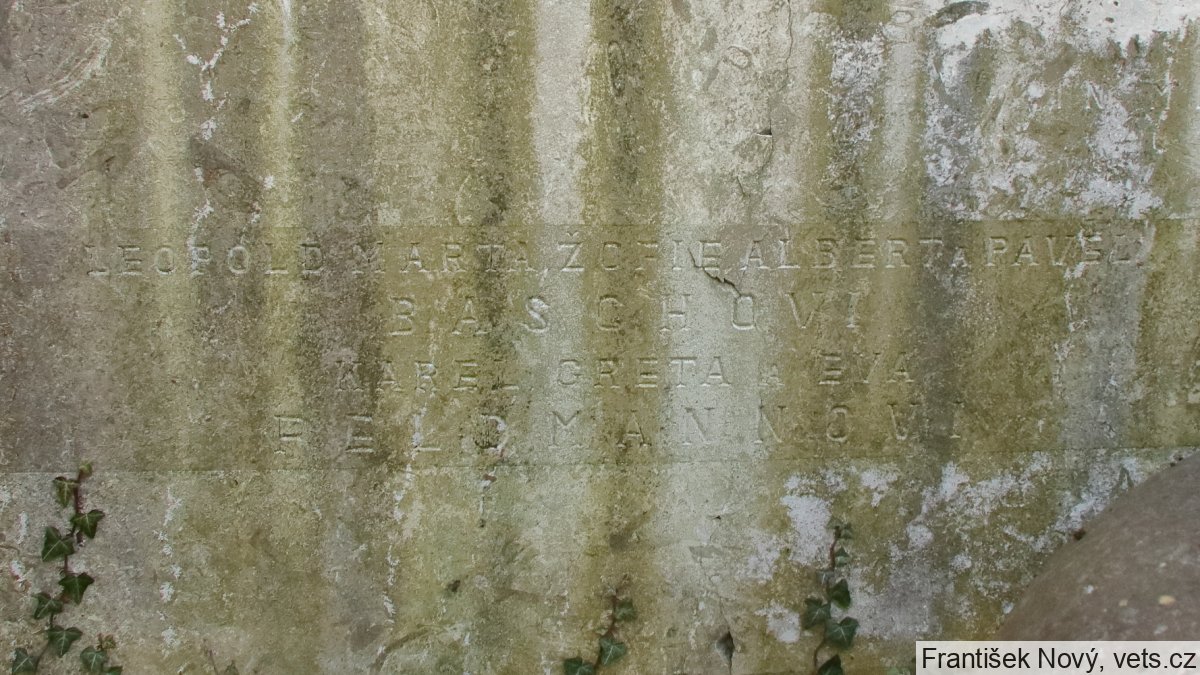 LEOPOLD, MARTA, ŽOFIE, ALBERT A PAVEL
BASCHOVI
KAREL, GRETA A EVA
FELDMANNOVI
František Nový, vets.cz